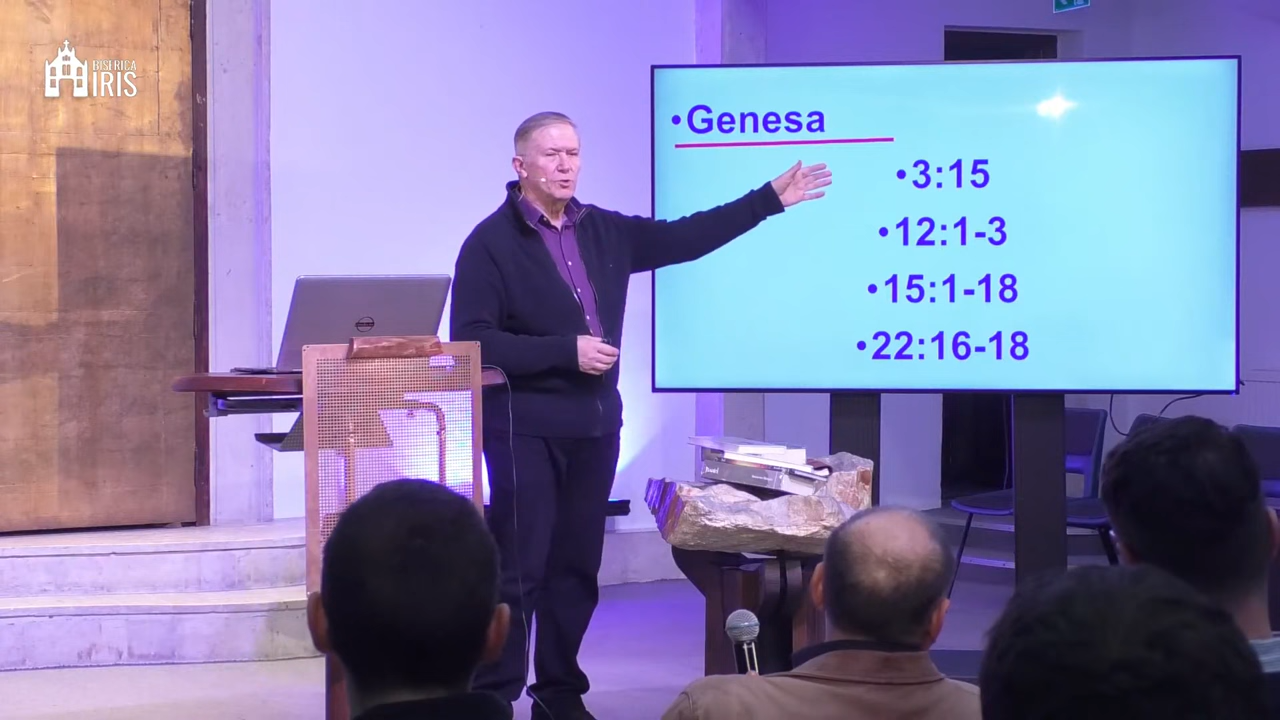 BISERICA
IRIS
•Genesa
•3:15
•12:1-3
•15:1-18
•22:16-18